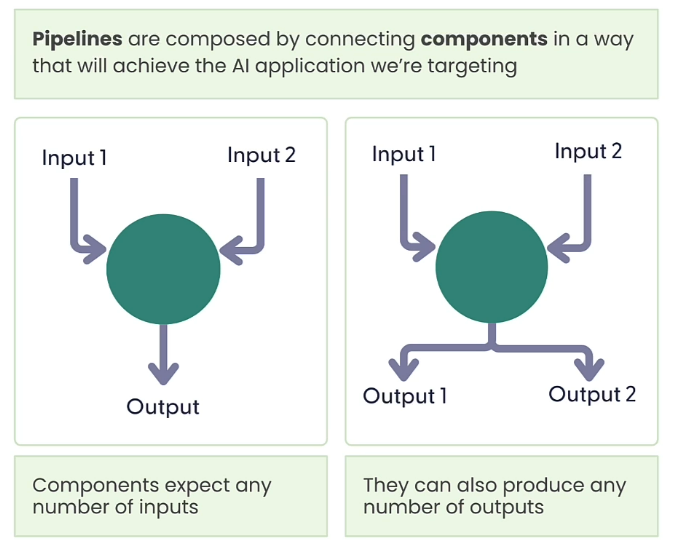 Pipelines are composed by connecting components in a way
that will achieve the AI application we're targeting
Input 1
Input 2
Output
Input 1
Input 2
Output 1
Output 2
Components expect any
number of inputs
They can also produce any
number of outputs